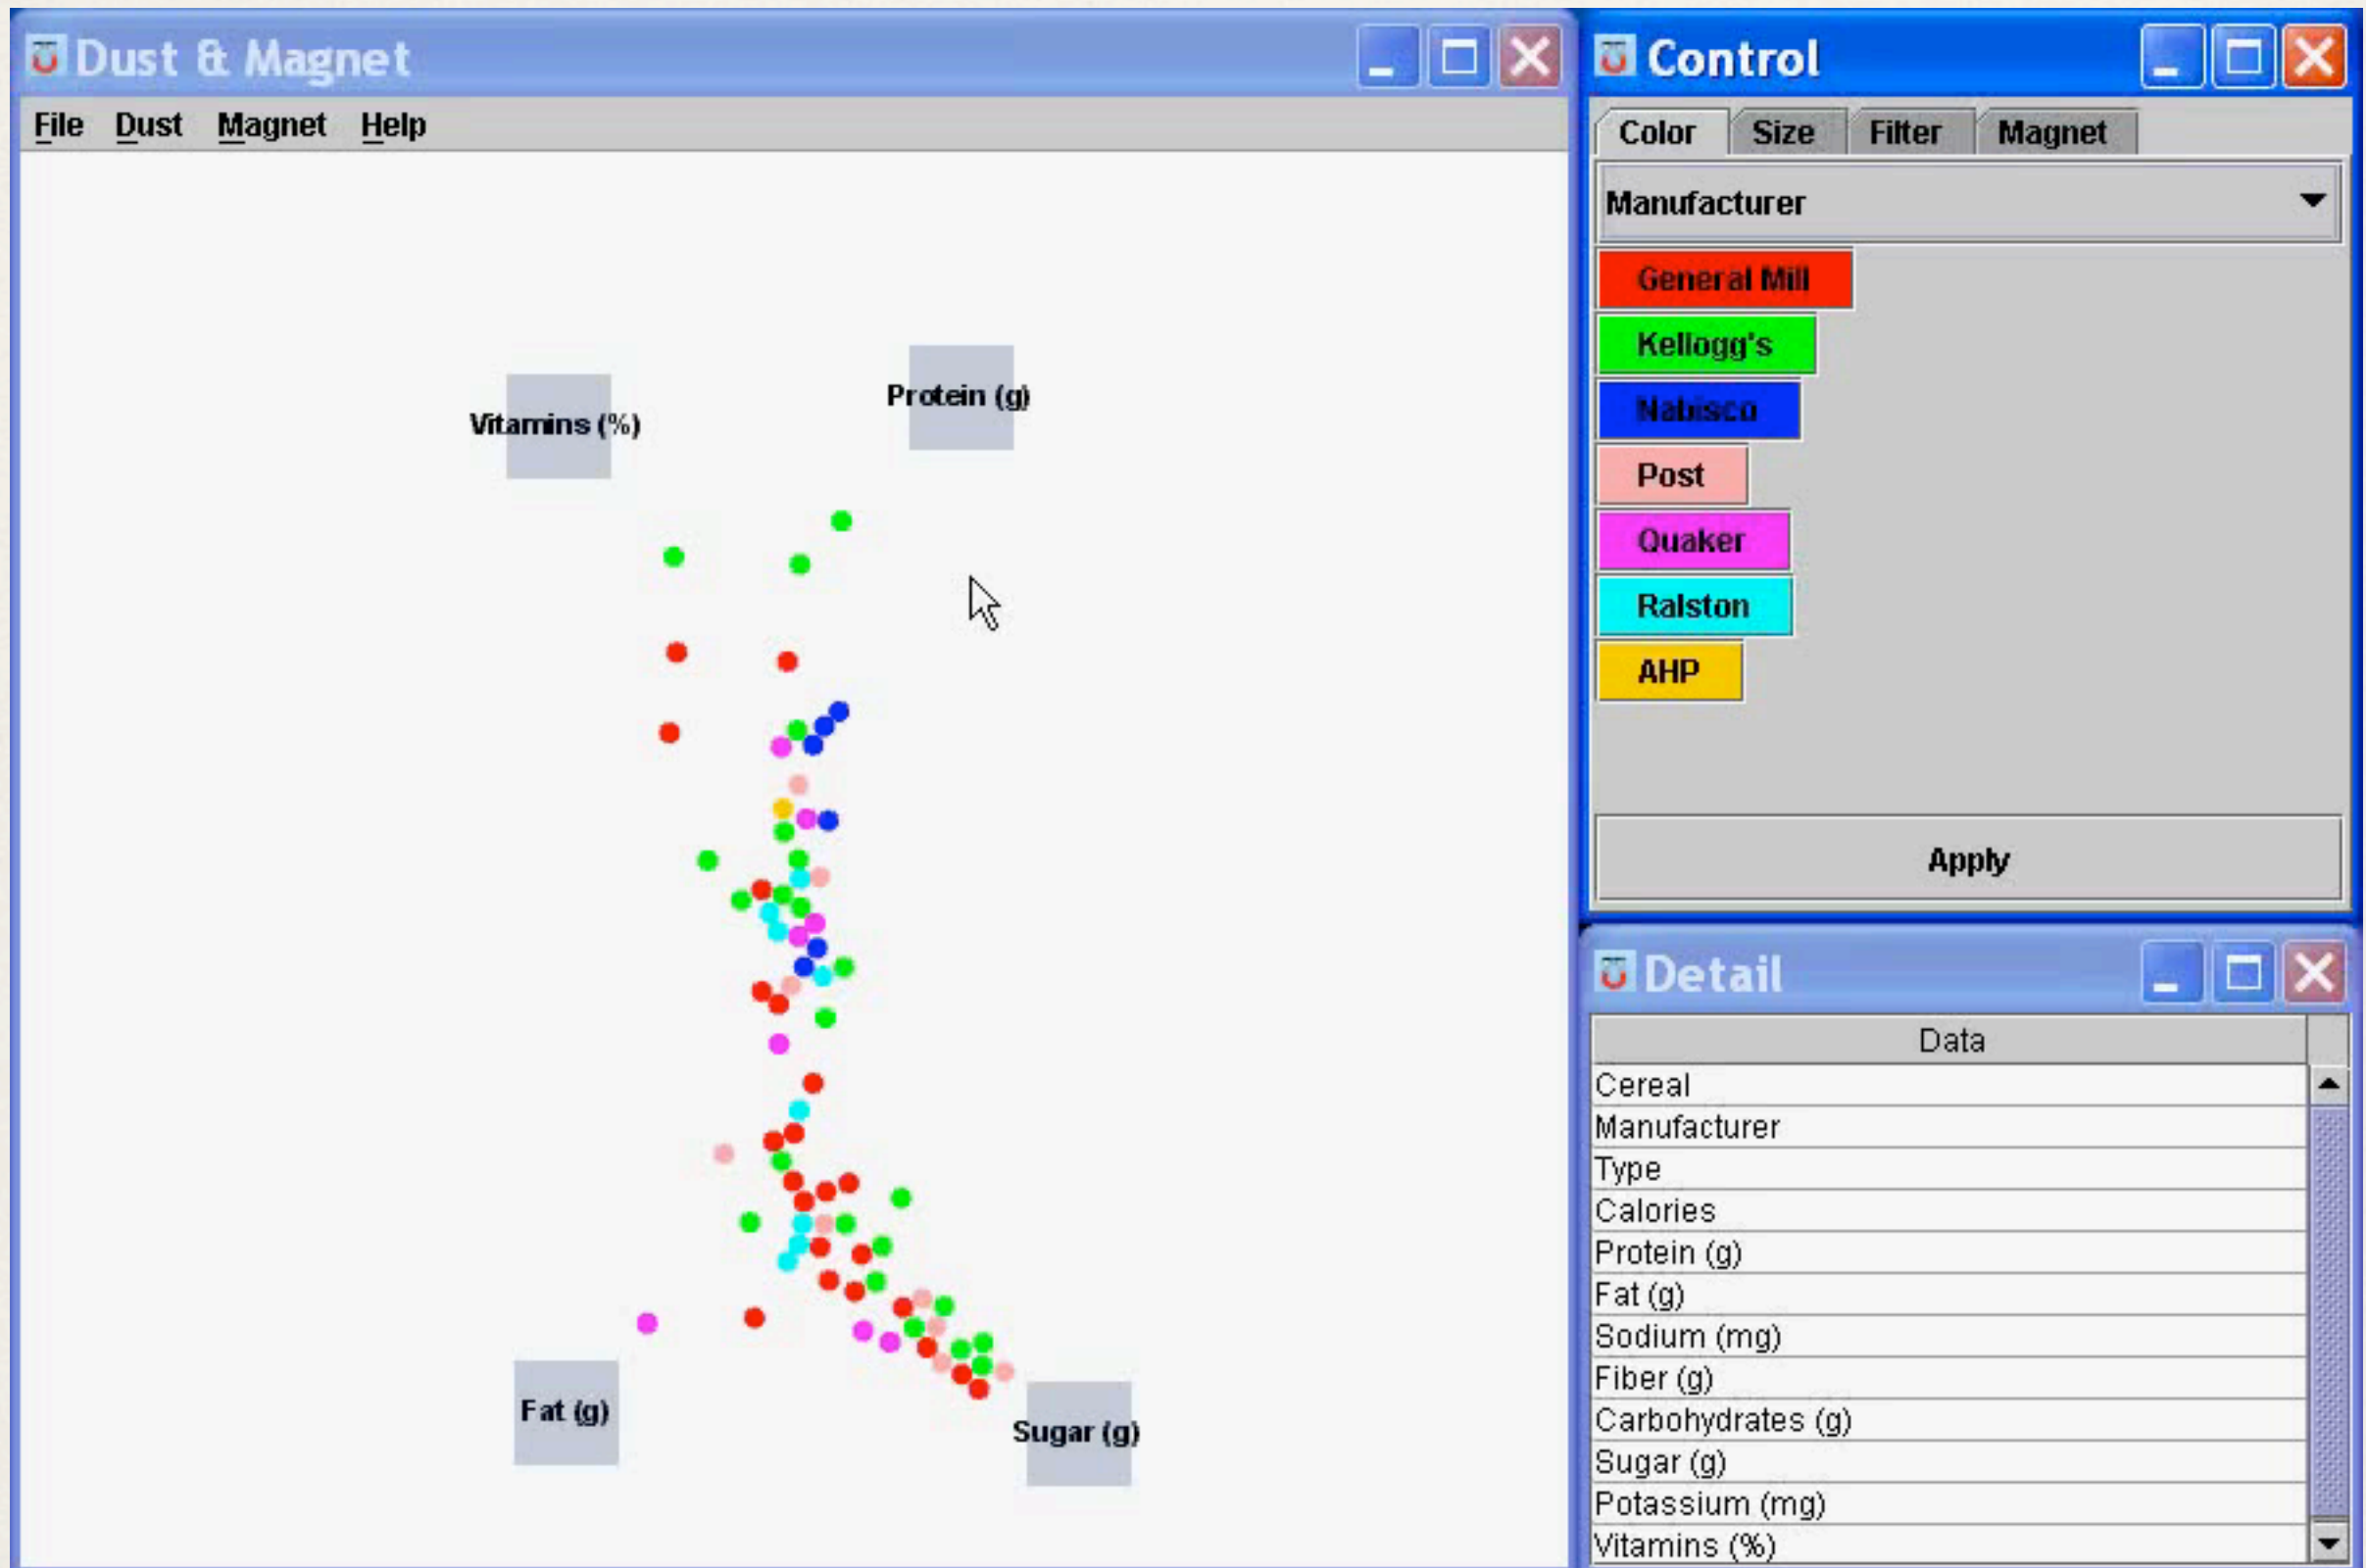 Dust & Magnet
File Dust Magnet Help
Vitamins (%)
Protein (g)
Fat (g)
Sugar (g)
Control
Color Size Filter Magnet
Manufacturer
General Mill
Kellogg's
Nabisco
Post
Quaker
Ralston
AHP
Apply
Detail
Data
Cereal
Manufacturer
Type
Calories
Protein (g)
Fat (g)
Sodium (mg)
Fiber (g)
Carbohydrates (g)
Sugar (g)
Potassium (mg)
Vitamins (%)